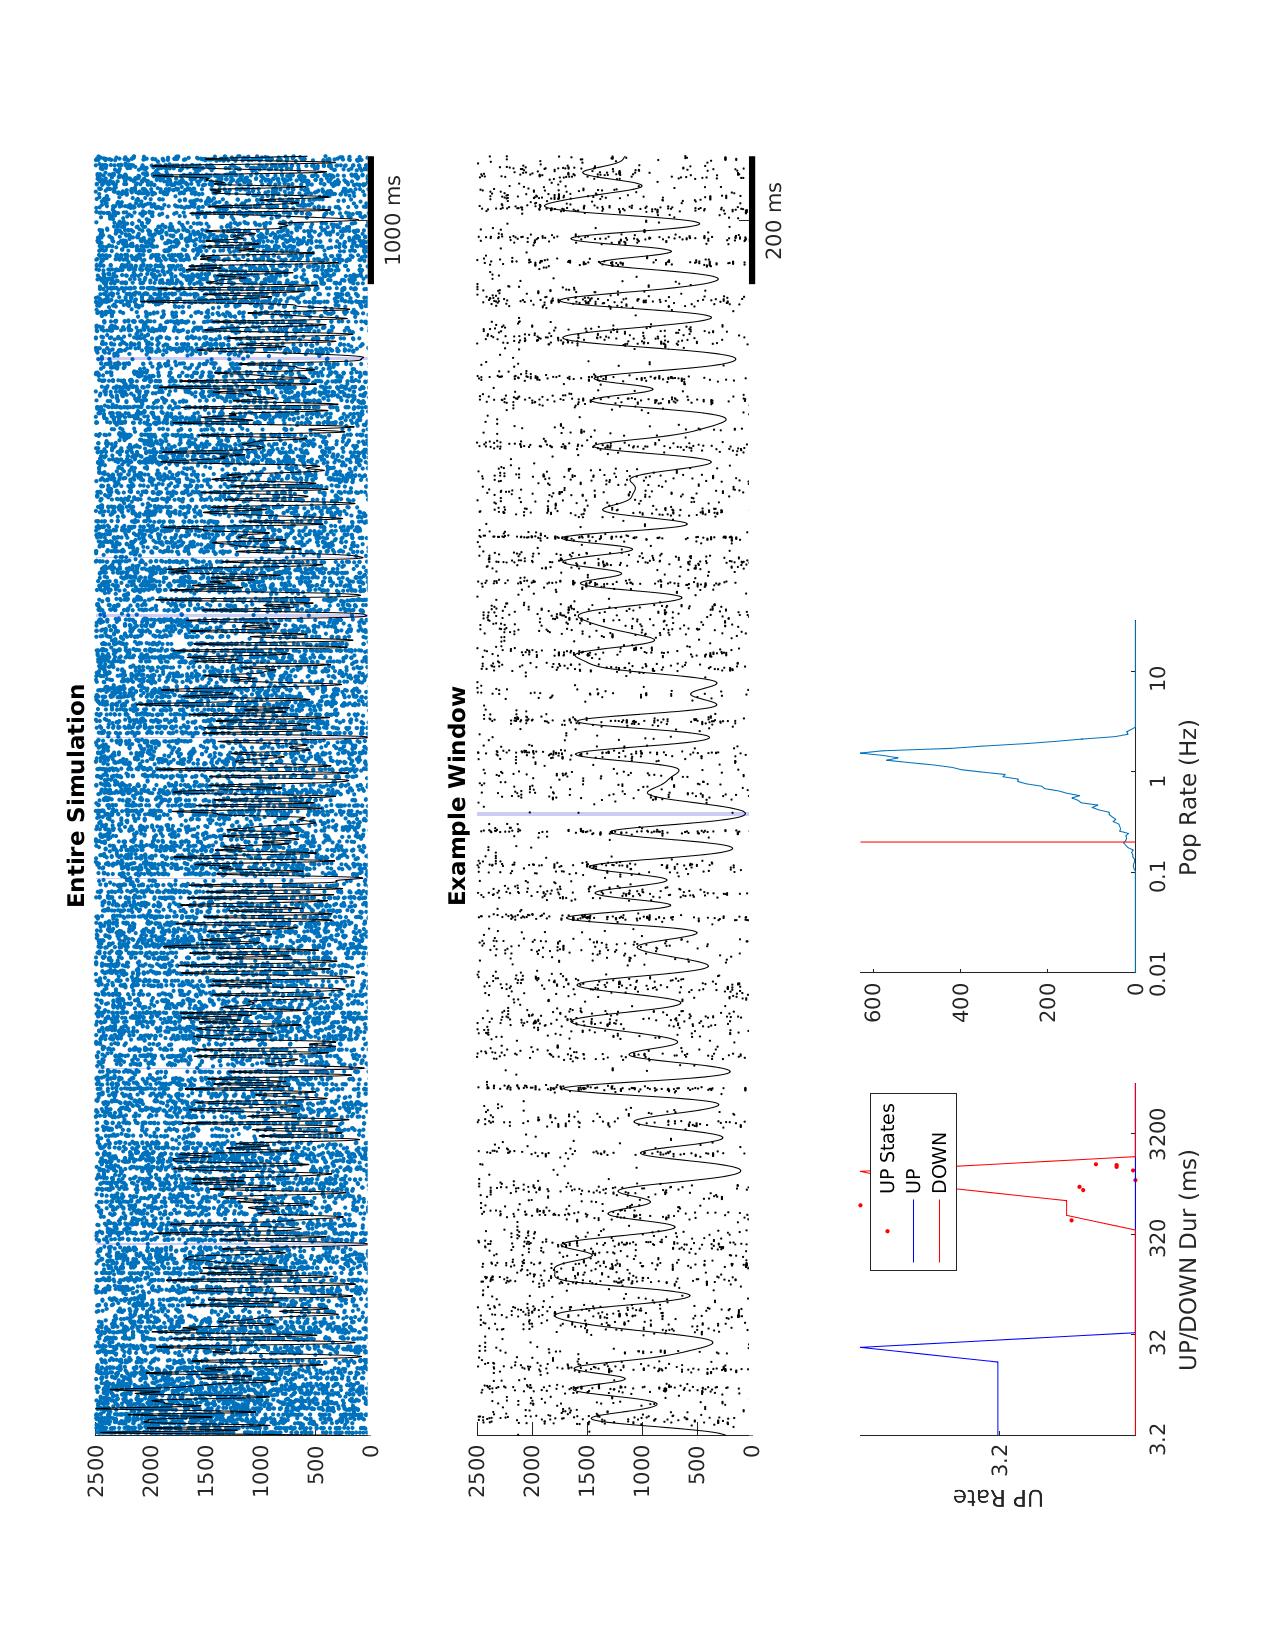 Entire Simulation
2500
2000
1500
1000
500
0
1000 ms
Example Window
2500
2000
1500
1000
500
0
200 ms
UP Rate
3.2
UP States
UP
DOWN
3.2 32 320 3200
UP/DOWN Dur (ms)
600
400
200
0
0.01 0.1 1 10
Pop Rate (Hz)